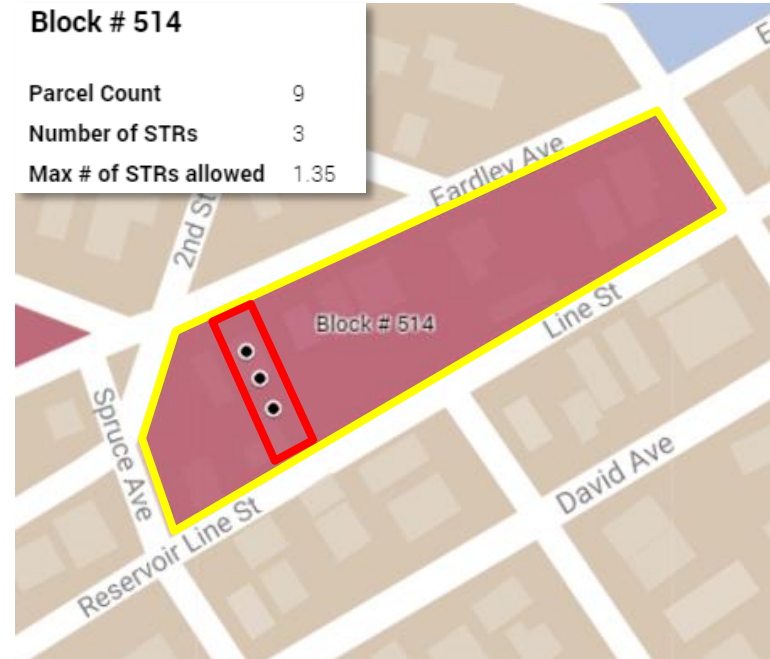 Block # 514
Parcel Count 9
Number of STRs 3
Max # of STRs allowed 1.35
Eardley Ave
2nd St
Block # 514
Line St
Spruce Ave
David Ave
Reservoir Line St